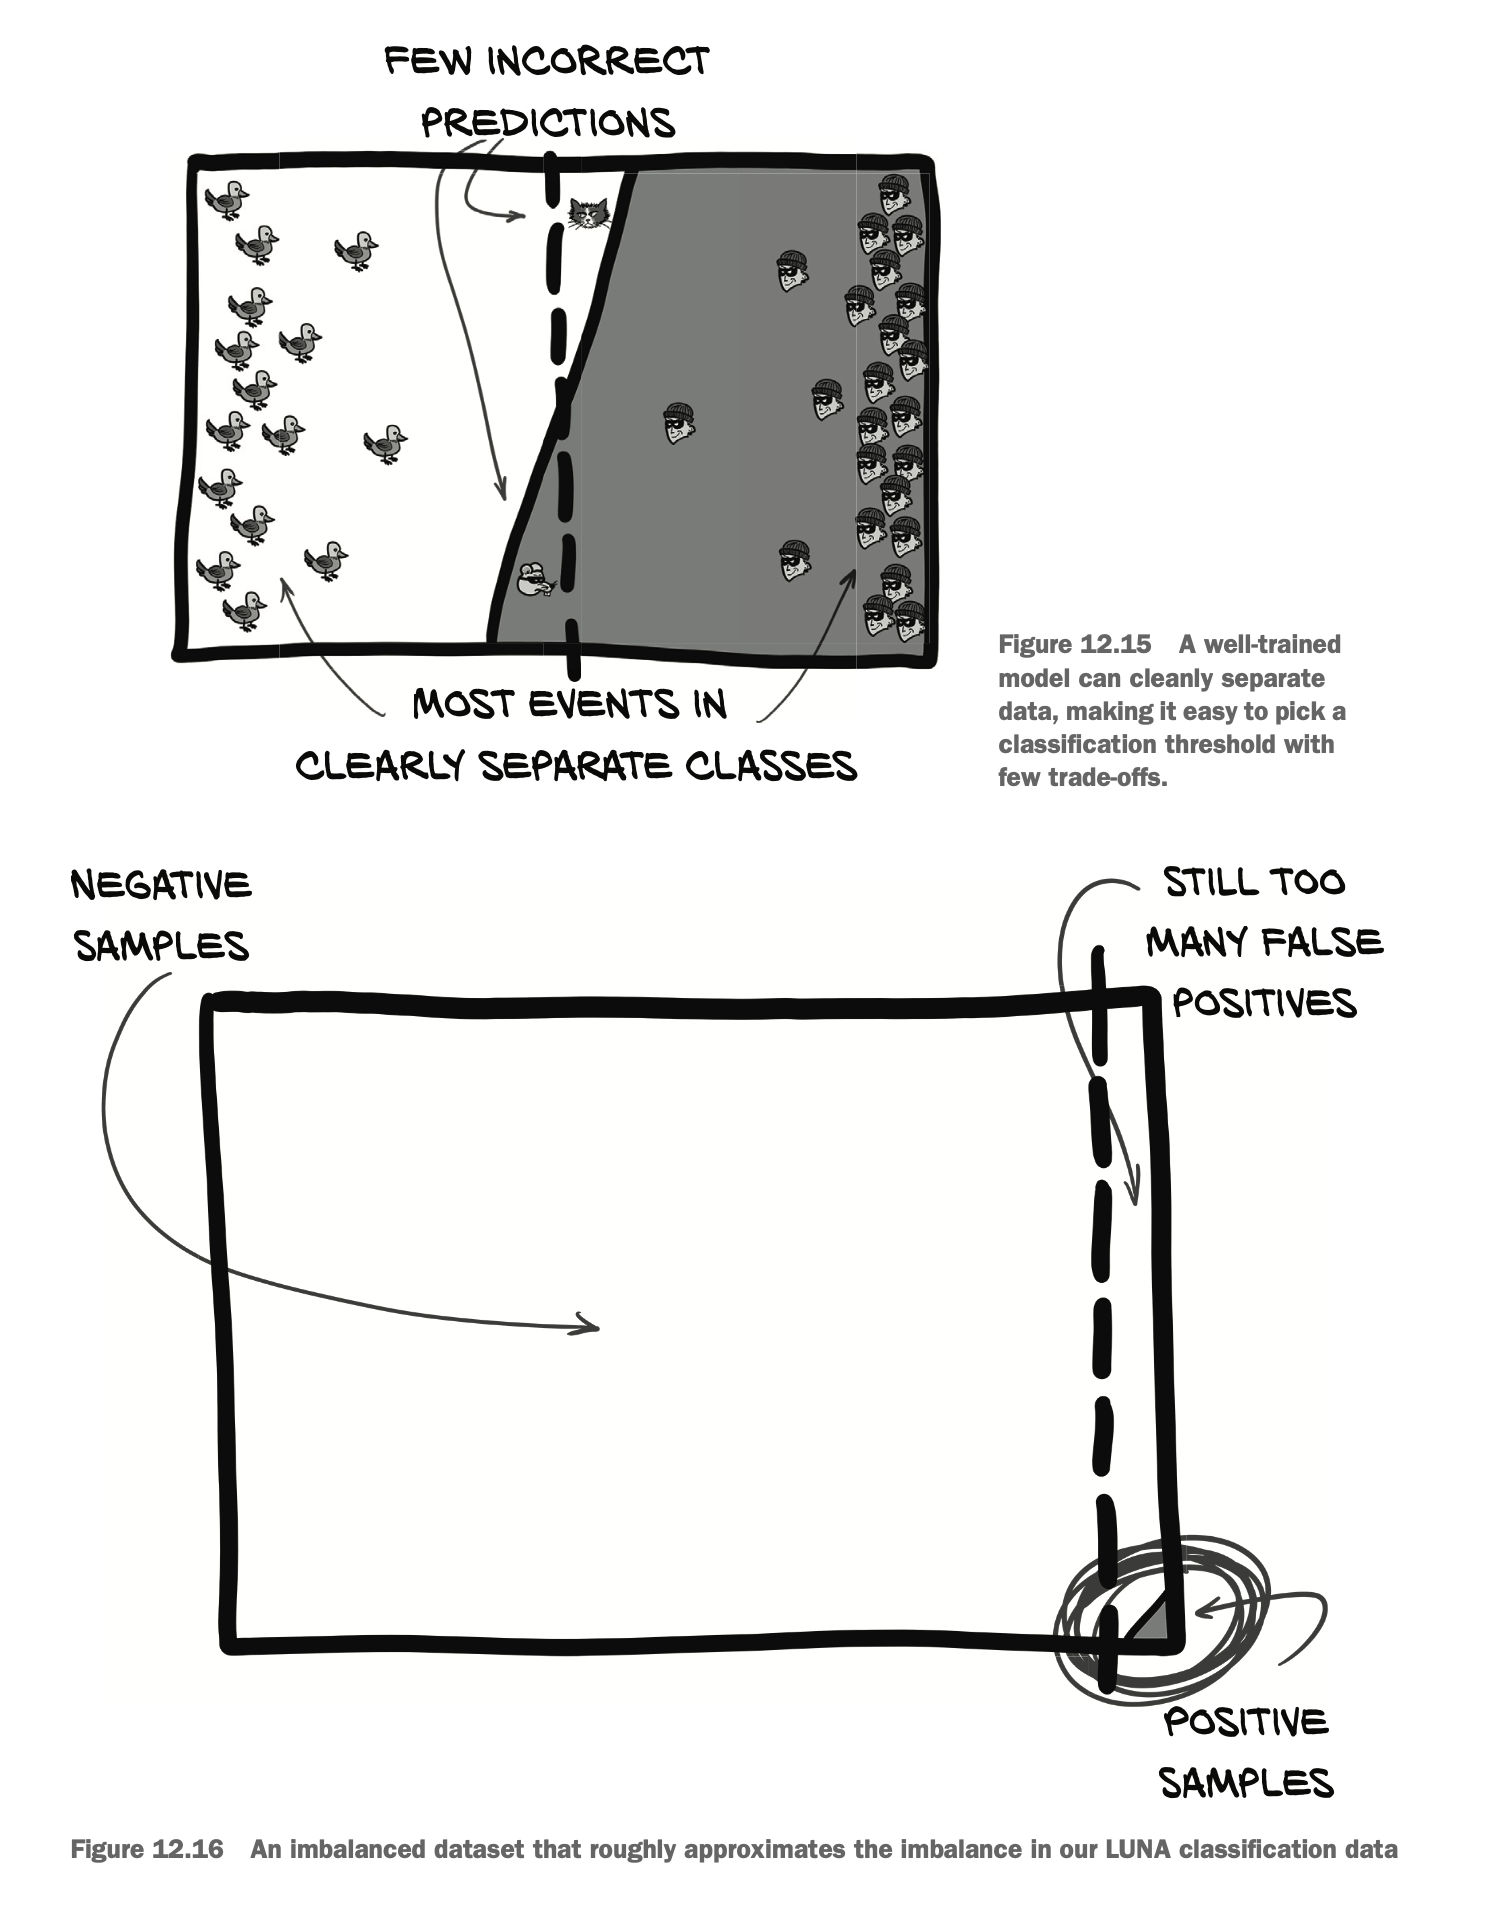 FEW INCORRECT
PREDICTIONS
MOST EVENTS IN
CLEARLY SEPARATE CLASSES
Figure 12.15 A well-trained
model can cleanly separate
data, making it easy to pick a
classification threshold with
few trade-offs.
NEGATIVE
SAMPLES
STILL TOO
MANY FALSE
POSITIVES
POSITIVE
SAMPLES
Figure 12.16 An imbalanced dataset that roughly approximates the imbalance in our LUNA classification data